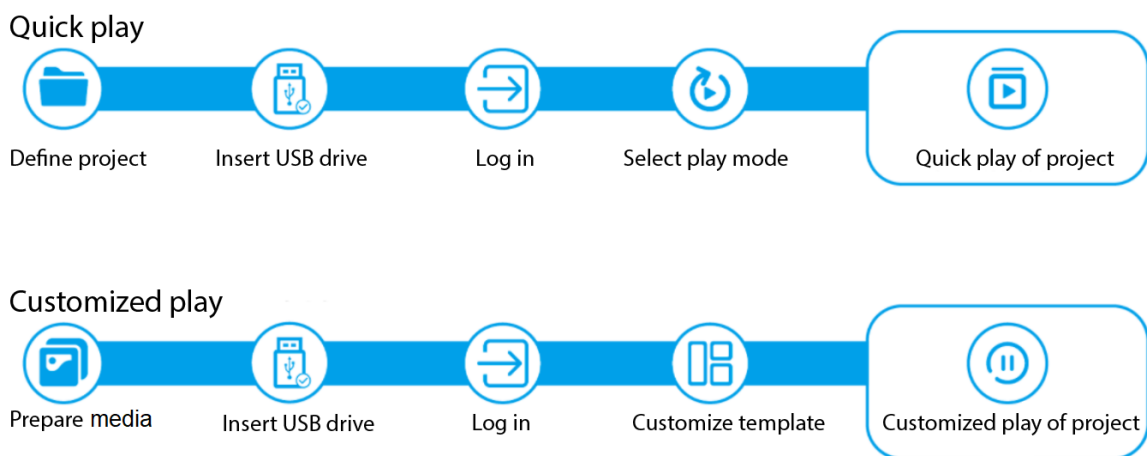 Quick play
Define project
Insert USB drive
Log in
Select play mode
Quick play of project
Customized play
Prepare media
Insert USB drive
Log in
Customize template
Customized play of project